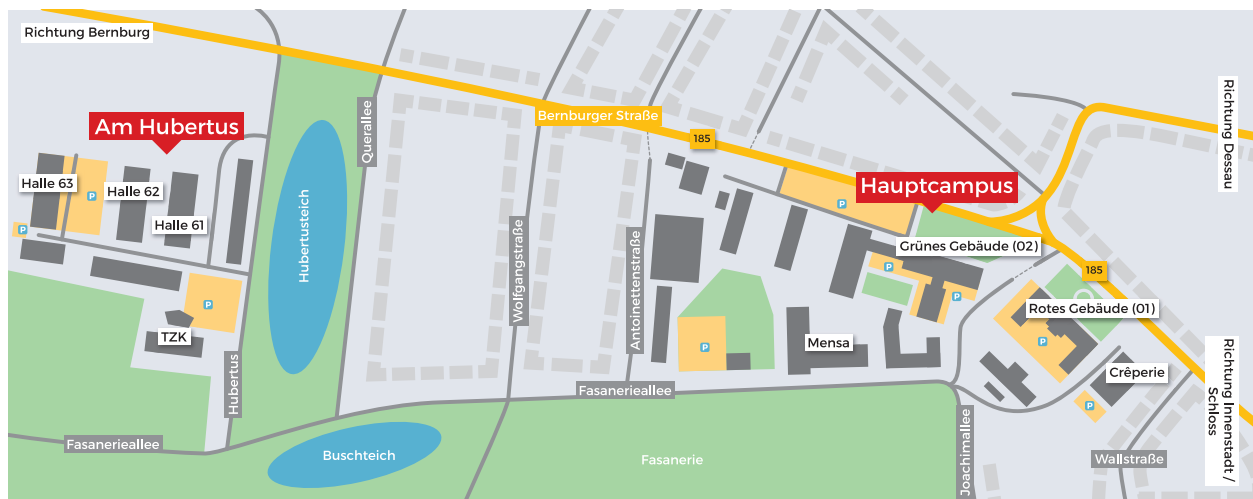 Richtung Bernburg
Am Hubertus
Halle 63
P
Halle 62
Halle 61
P
P
TZK
Hubertus
Hubertusteich
Querallee
Fasanerieallee
Buschteich
Wolfgangstraße
Bernburger Straße
185
Antoinettenstraße
P
Hauptcampus
Grünes Gebäude (02)
P
P
P
Mensa
Fasanerieallee
Fasanerie
Joachimallee
185
Rotes Gebäude (01)
P
Crêperie
P
Wallstraße
Richtung Dessau
Richtung Innenstadt /
Schloss